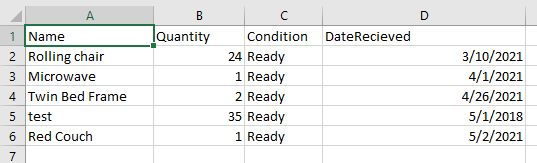 A B C D
1 Name Quantity Condition DateRecieved
2 Rolling chair 24 Ready 3/10/2021
3 Microwave 1 Ready 4/1/2021
4 Twin Bed Frame 2 Ready 4/26/2021
5 test 35 Ready 5/1/2018
6 Red Couch 1 Ready 5/2/2021
7